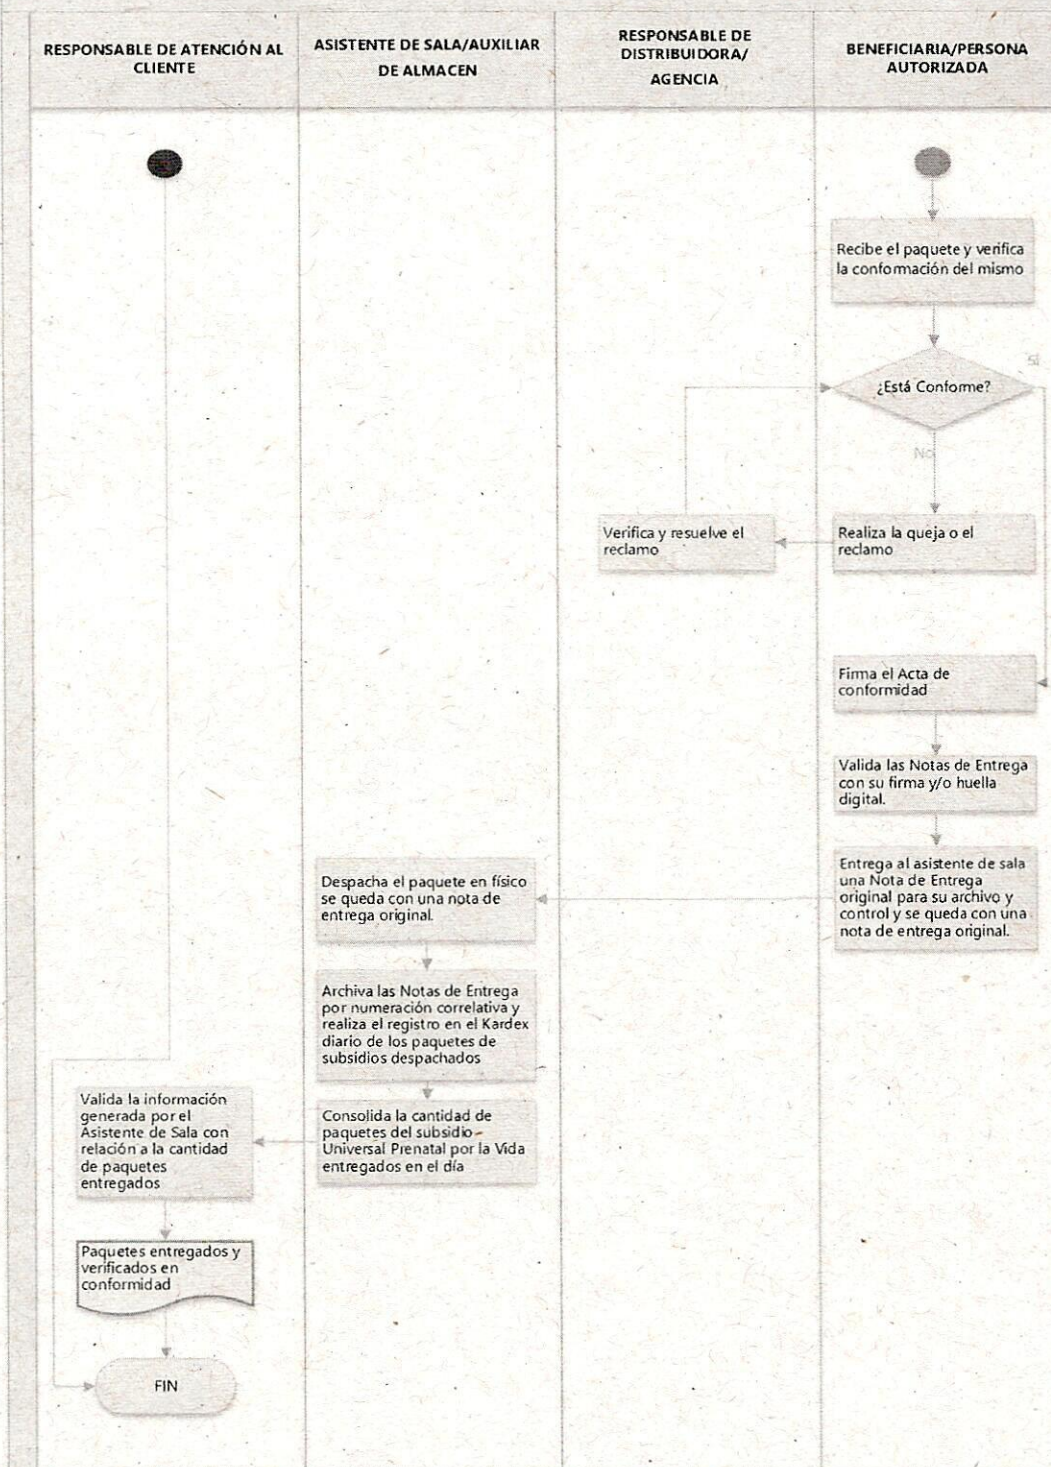 RESPONSABLE DE ATENCIÓN AL
CLIENTE
ASISTENTE DE SALA/AUXILIAR
DE ALMACEN
RESPONSABLE DE
DISTRIBUIDORA/
AGENCIA
BENEFICIARIA/PERSONA
AUTORIZADA
Recibe el paquete y verifica
la conformación del mismo
¿Está Conforme?
Si
No
Realiza la queja o el
reclamo
Verifica y resuelve el
reclamo
Firma el Acta de
conformidad
Valida las Notas de Entrega
con su firma y/o huella
digital.
Entrega al asistente de sala
una Nota de Entrega
original para su archivo y
control y se queda con una
nota de entrega original.
Despacha el paquete en físico
se queda con una nota de
entrega original.
Archiva las Notas de Entrega
por numeración correlativa y
realiza el registro en el Kardex
diario de los paquetes de
subsidios despachados
Consolida la cantidad de
paquetes del subsidio
Universal Prenatal por la Vida
entregados en el día
Valida la información
generada por el
Asistente de Sala con
relación a la cantidad
de paquetes
entregados
Paquetes entregados y
verificados en
conformidad
FIN